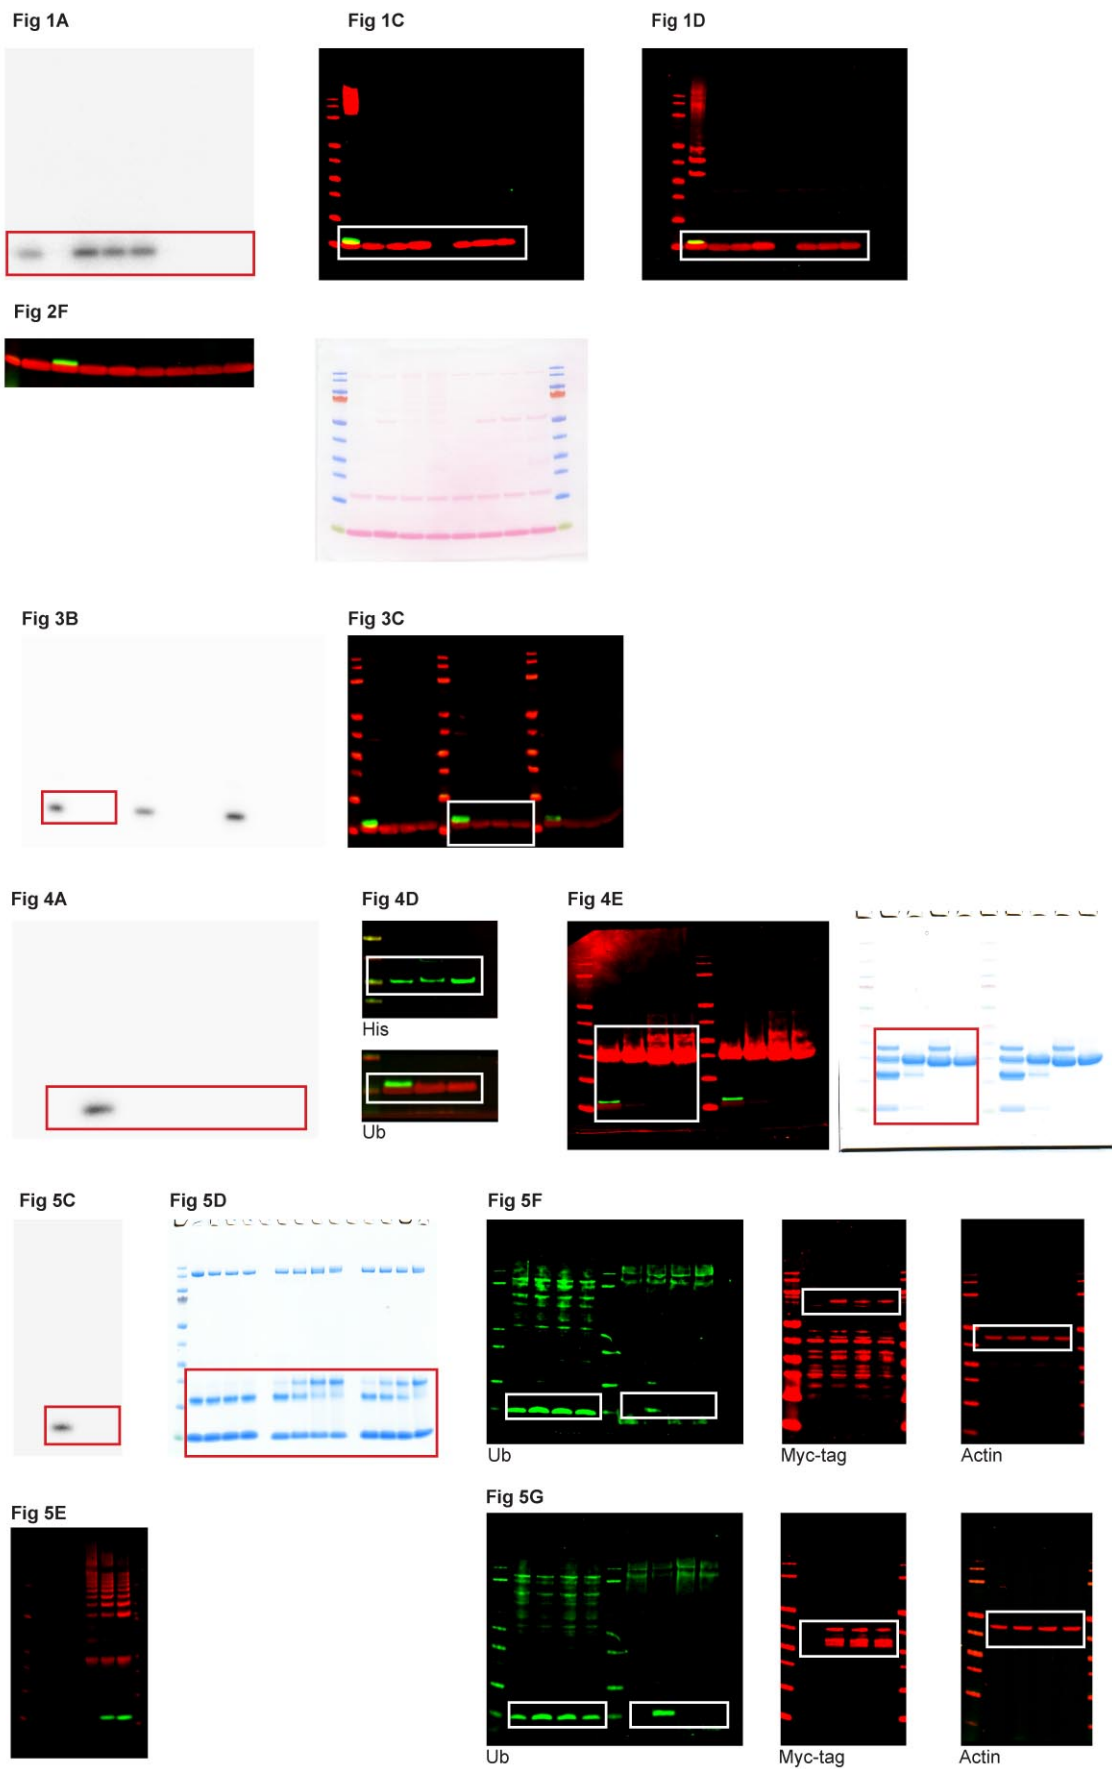 Fig 1A
Fig 1C
Fig 1D
Fig 2F
Fig 3B
Fig 3C
Fig 4A
Fig 4D
Fig 4E
His
Ub
Fig 5C
Fig 5D
Fig 5F
Ub
Myc-tag
Actin
Fig 5E
Fig 5G
Ub
Myc-tag
Actin